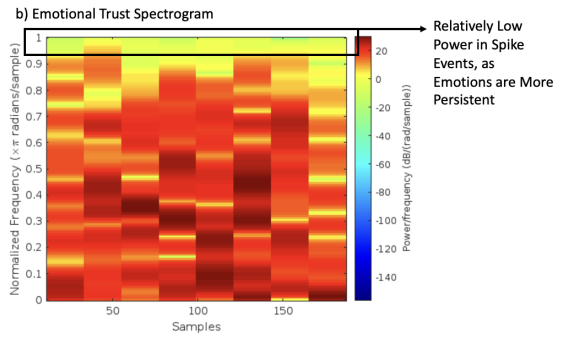 b) Emotional Trust Spectrogram
Relatively Low
Power in Spike
Events, as
Emotions are More
Persistent
1
0.9
0.8
0.7
0.6
0.5
0.4
0.3
0.2
0.1
0
Normalized Frequency (×π radians/sample)
50
100
150
Samples
20
0
-20
-40
-60
-80
-100
-120
-140
Power/frequency (dB/(rad/sample))